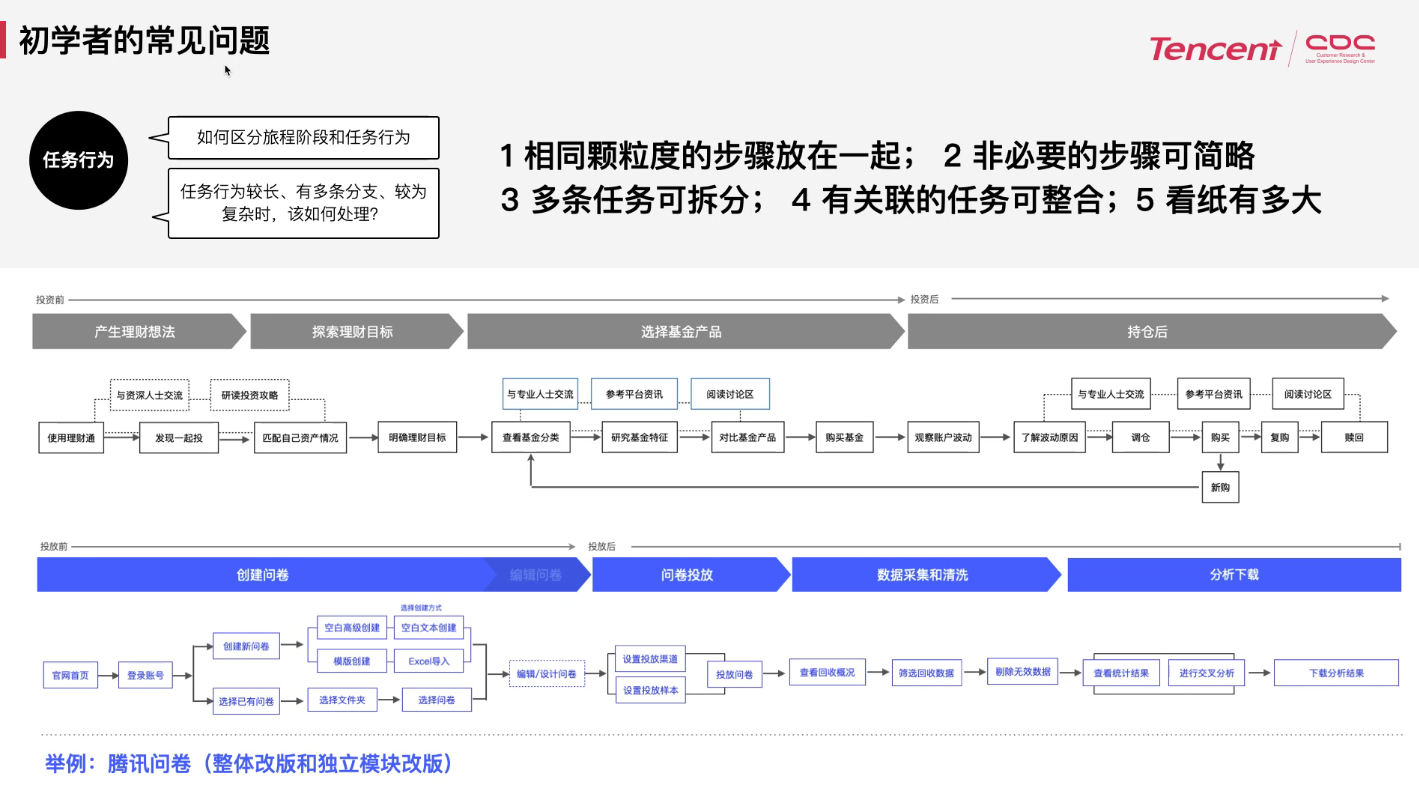 初学者的常见问题
Tencent
CDC
Customer Research &
User Experience Design Center
任务行为
如何区分旅程阶段和任务行为
任务行为较长、有多条分支、较为
复杂时，该如何处理?
1 相同颗粒度的步骤放在一起； 2 非必要的步骤可简略
3 多条任务可拆分； 4 有关联的任务可整合；5 看纸有多大
投资前
投资后
产生理财想法
探索理财目标
选择基金产品
持仓后
与资深人士交流
研读投资攻略
与专业人士交流
参考平台资讯
阅读讨论区
与专业人士交流
参考平台资讯
阅读讨论区
使用理财通
发现一起投
匹配自己资产情况
明确理财目标
查看基金分类
研究基金特征
对比基金产品
购买基金
观察账户波动
了解波动原因
调仓
购买
复购
赎回
新购
投放前
投放后
创建问卷
编辑问卷
问卷投放
数据采集和清洗
分析下载
选择创建方式
空白高级创建
空白文本创建
创建新问卷
模版创建
Excel导入
官网首页
登录账号
编辑/设计问卷
设置投放渠道
设置投放样本
投放问卷
查看回收概况
筛选回收数据
剔除无效数据
查看统计结果
进行交叉分析
下载分析结果
选择已有问卷
选择文件夹
选择问卷
举例：腾讯问卷（整体改版和独立模块改版）